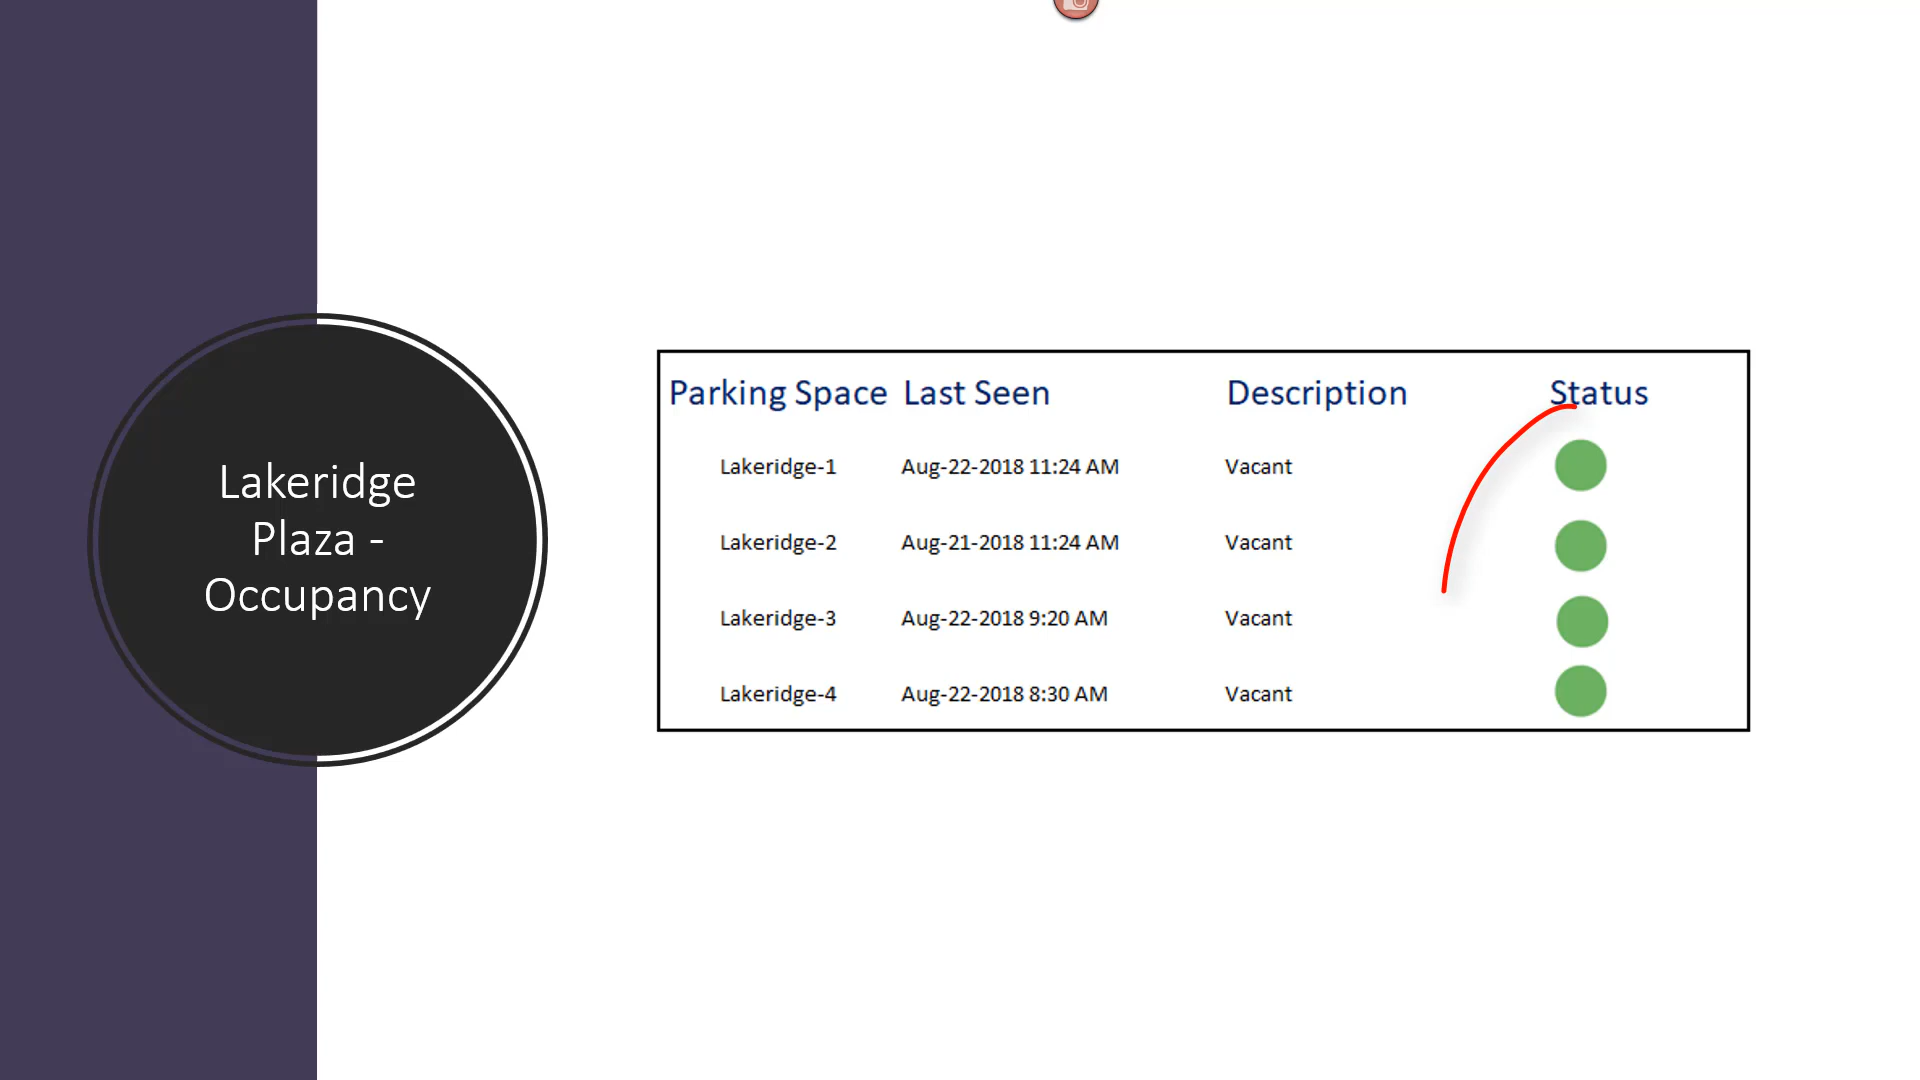 Lakeridge
Plaza -
Occupancy
Parking Space Last Seen Description Status
Lakeridge-1 Aug-22-2018 11:24 AM Vacant
Lakeridge-2 Aug-21-2018 11:24 AM Vacant
Lakeridge-3 Aug-22-2018 9:20 AM Vacant
Lakeridge-4 Aug-22-2018 8:30 AM Vacant